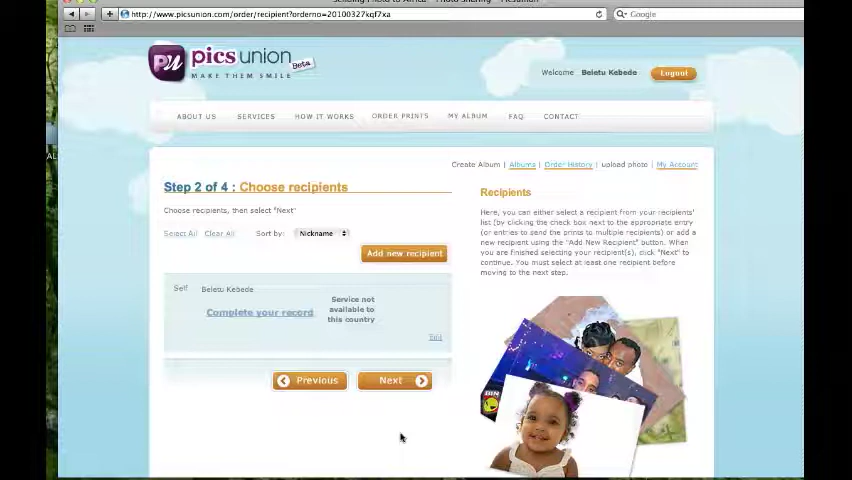 Sending Photo to Africa - Photo sharing - PicsUnion
http://www.picsunion.com/order/recipient?orderno=20100327kqf7xa
Google
pics union Beta
MAKE THEM SMILE
Welcome Beletu Kebede
Logout
ABOUT US SERVICES HOW IT WORKS ORDER PRINTS MY ALBUM FAQ CONTACT
Create Album | Albums | Order History | upload photo | My Account
Step 2 of 4 : Choose recipients
Choose recipients, then select "Next"
Select All Clear All Sort by: Nickname
Add new recipient
Self Beletu Kebede
Complete your record
Service not
available to
this country
Edit
Previous Next
Recipients
Here, you can either select a recipient from your recipients'
list (by clicking the check box next to the appropriate entry
(or entries to send the prints to multiple recipients) or add a
new recipient using the "Add New Recipient" button. When
you are finished selecting your recipient(s), click "Next" to
continue. You must select at least one recipient before
moving to the next step.